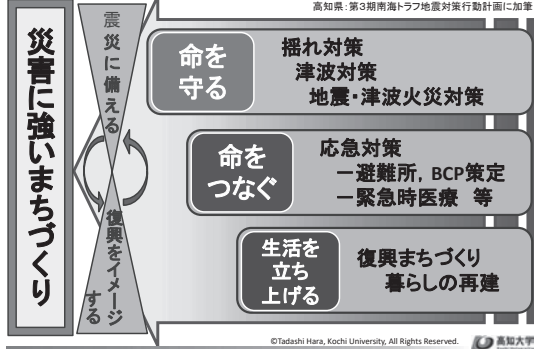 高知県:第3期南海トラフ地震対策行動計画に加筆
災害に強いまちづくり
震災に備える
復興をイメージ
する
命を
守る
揺れ対策
津波対策
地震・津波火災対策
命を
つなぐ
応急対策
ー避難所, BCP策定
ー緊急時医療 等
生活を
立ち
上げる
復興まちづくり
暮らしの再建
©Tadashi Hara, Kochi University, All Rights Reserved.
高知大学